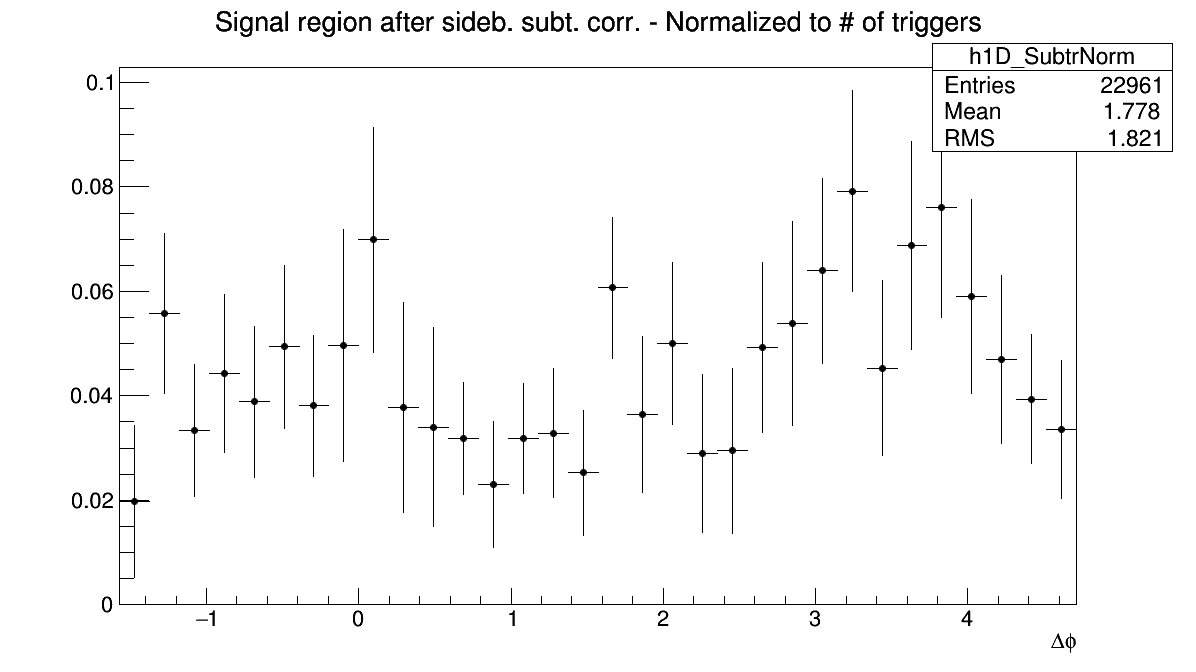 Signal region after sideb. subt. corr. - Normalized to # of triggers
h1D_SubtrNorm
Entries 22961
Mean 1.778
RMS 1.821
0.1
0.08
0.06
0.04
0.02
0
−1 0 1 2 3 4
Δϕ